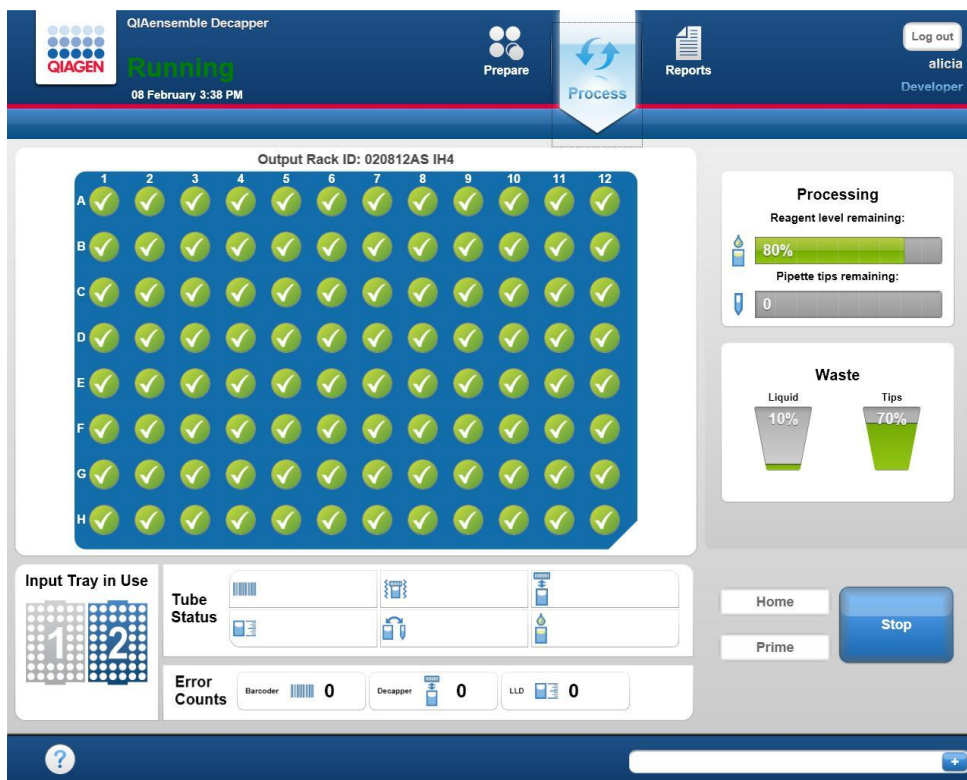 QIAensemble Decapper
QIAGEN
Running
08 February 3:38 PM
Prepare
Process
Reports
Log out
alicia
Developer
Output Rack ID: 020812AS IH4
1 2 3 4 5 6 7 8 9 10 11 12
A
B
C
D
E
F
G
H
Processing
Reagent level remaining:
80%
Pipette tips remaining:
0
Waste
Liquid Tips
10% 70%
Input Tray in Use
1 2
Tube
Status
Error
Counts
Barcoder 0
Decapper 0
LLD 0
Home
Prime
Stop
?
+